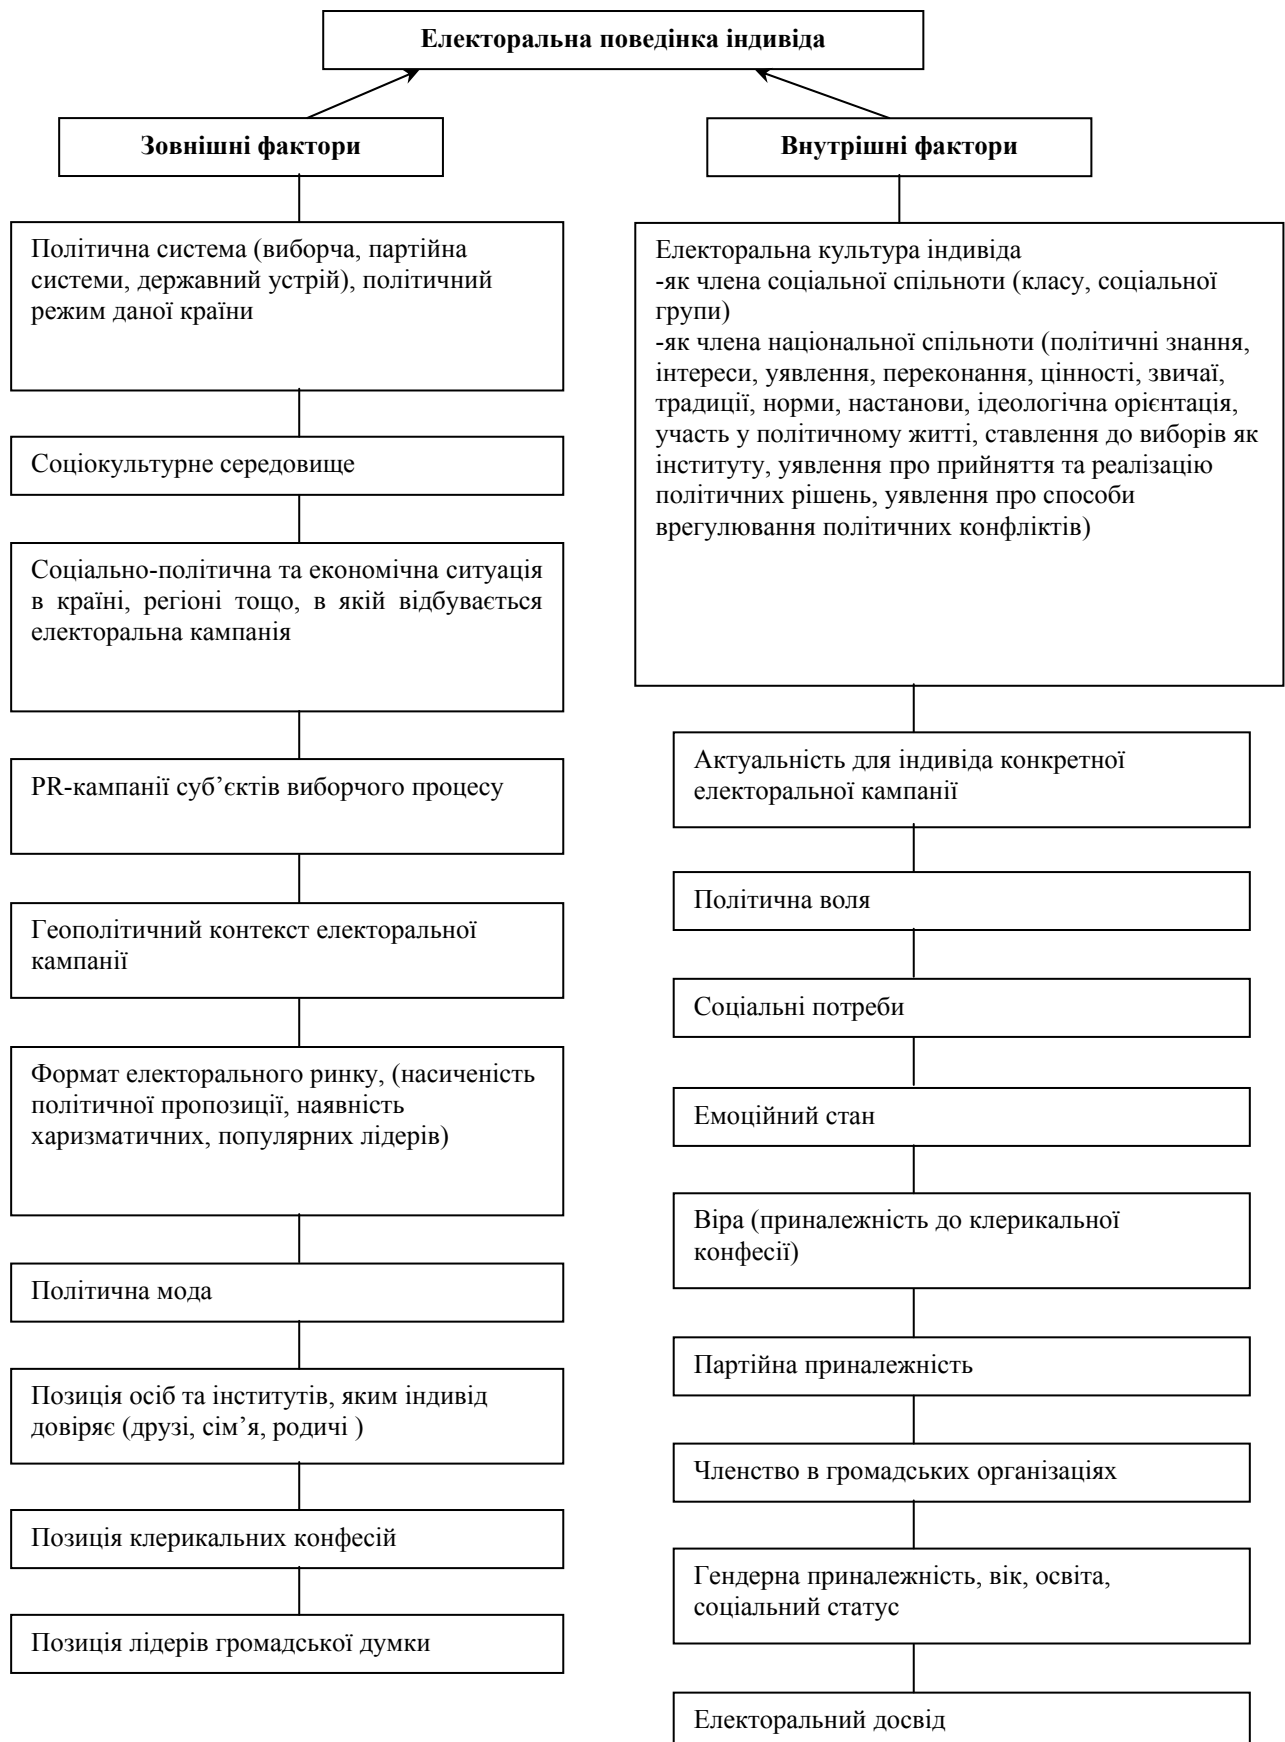 Електоральна поведінка індивіда
Зовнішні фактори
Політична система (виборча, партійна
системи, державний устрій), політичний
режим даної країни
Соціокультурне середовище
Соціально-політична та економічна ситуація
в країні, регіоні тощо, в якій відбувається
електоральна кампанія
PR-кампанії суб’єктів виборчого процесу
Геополітичний контекст електоральної
кампанії
Формат електорального ринку, (насиченість
політичної пропозиції, наявність
харизматичних, популярних лідерів)
Політична мода
Позиція осіб та інститутів, яким індивід
довіряє (друзі, сім’я, родичі )
Позиція клерикальних конфесій
Позиція лідерів громадської думки
Внутрішні фактори
Електоральна культура індивіда
-як члена соціальної спільноти (класу, соціальної
групи)
-як члена національної спільноти (політичні знання,
інтереси, уявлення, переконання, цінності, звичаї,
традиції, норми, настанови, ідеологічна орієнтація,
участь у політичному житті, ставлення до виборів як
інституту, уявлення про прийняття та реалізацію
політичних рішень, уявлення про способи
врегулювання політичних конфліктів)
Актуальність для індивіда конкретної
електоральної кампанії
Політична воля
Соціальні потреби
Емоційний стан
Віра (приналежність до клерикальної
конфесії)
Партійна приналежність
Членство в громадських організаціях
Гендерна приналежність, вік, освіта,
соціальний статус
Електоральний досвід